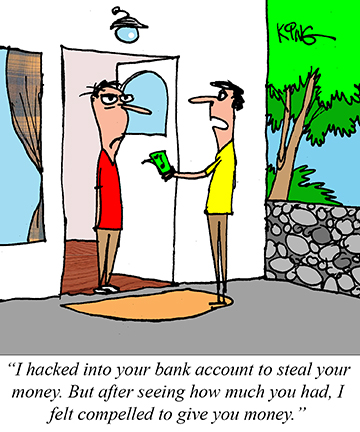 KING
“I hacked into your bank account to steal your
money. But after seeing how much you had, I
felt compelled to give you money.”